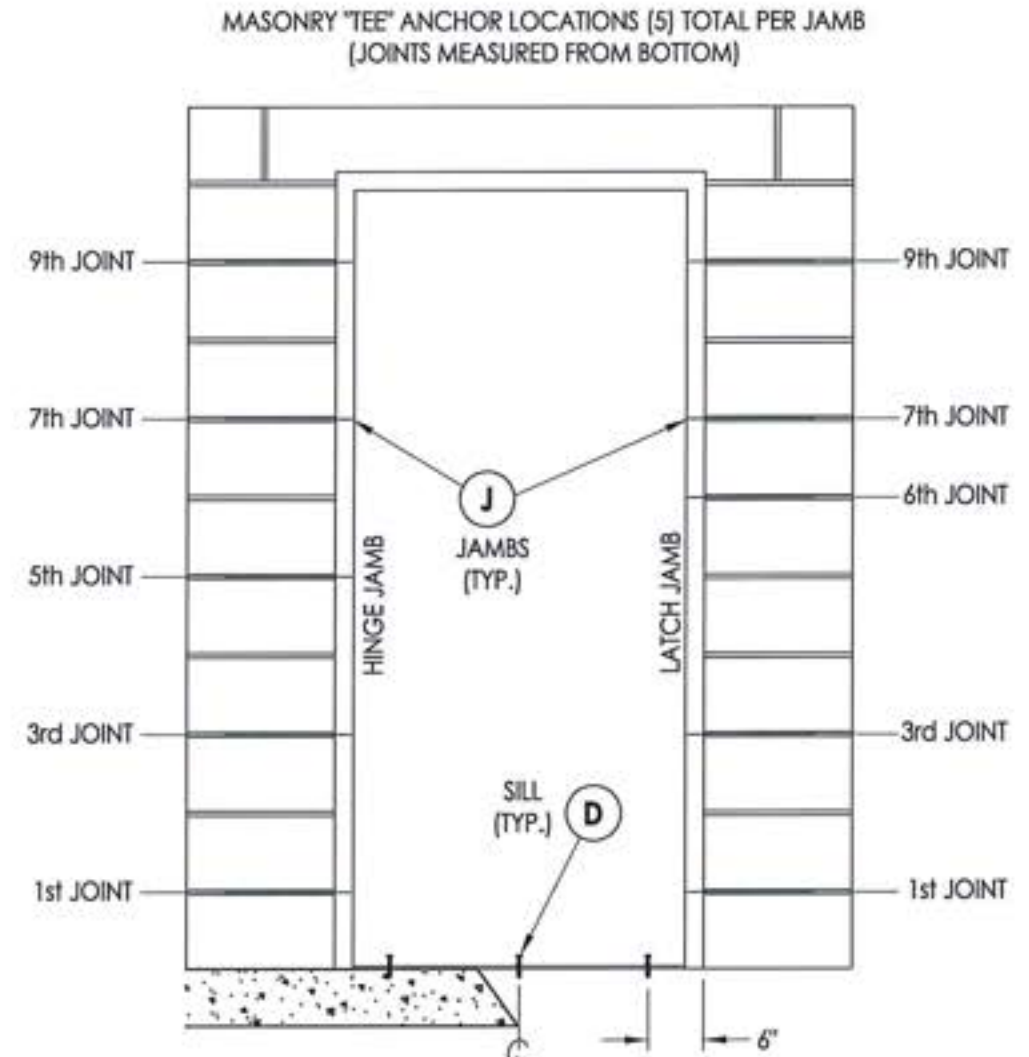 MASONRY "TEE" ANCHOR LOCATIONS (5) TOTAL PER JAMB
(JOINTS MEASURED FROM BOTTOM)
9th JOINT
9th JOINT
7th JOINT
7th JOINT
J
6th JOINT
JAMBS
(TYP.)
5th JOINT
HINGE JAMB
LATCH JAMB
3rd JOINT
3rd JOINT
SILL
(TYP.)
D
1st JOINT
1st JOINT
6"